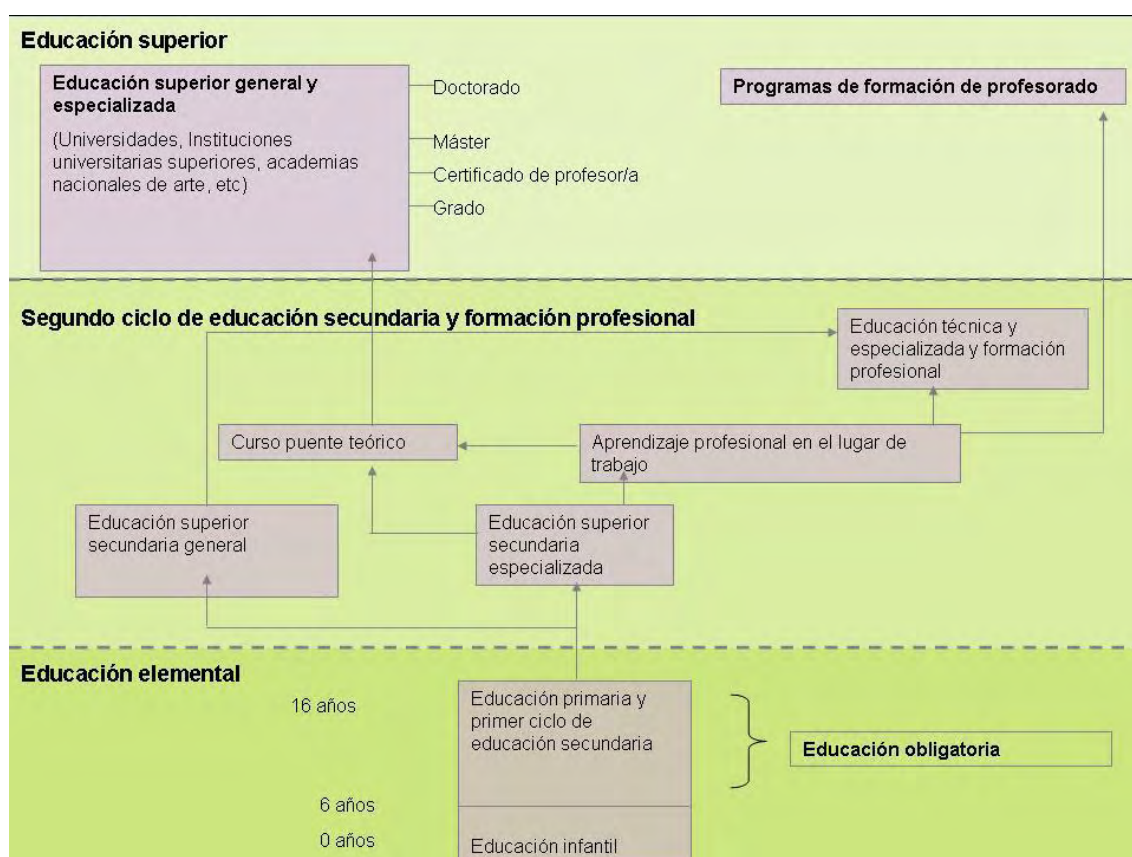 Educación superior
Educación superior general y
especializada
(Universidades, Instituciones
universitarias superiores, academias
nacionales de arte, etc)
Doctorado
Máster
Certificado de profesor/a
Grado
Programas de formación de profesorado
Segundo ciclo de educación secundaria y formación profesional
Educación técnica y
especializada y formación
profesional
Curso puente teórico
Aprendizaje profesional en el lugar de
trabajo
Educación superior
secundaria general
Educación superior
secundaria
especializada
Educación elemental
16 años
Educación primaria y
primer ciclo de
educación secundaria
Educación obligatoria
6 años
0 años
Educación infantil